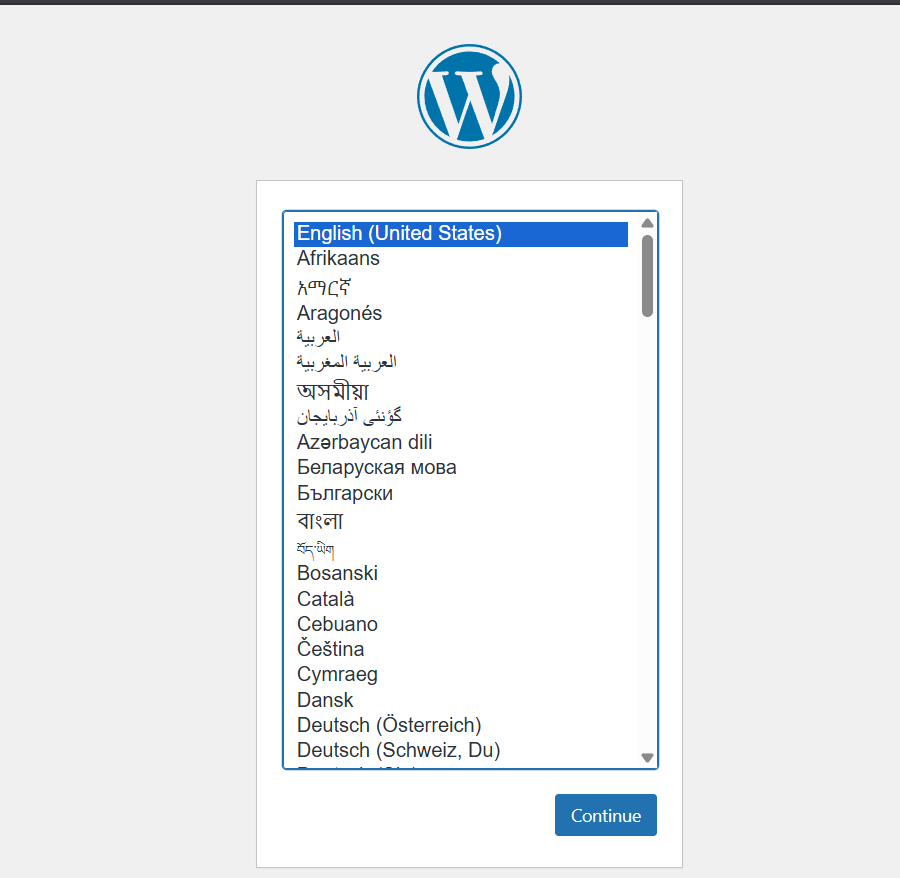 English (United States)
Afrikaans
አማርኛ
Aragonés
العربية
العربية المغربية
অসমীয়া
گؤنئی آذربایجان
Azərbaycan dili
Беларуская мова
Български
বাংলা
བོད་ཡིག
Bosanski
Català
Cebuano
Čeština
Cymraeg
Dansk
Deutsch (Österreich)
Deutsch (Schweiz, Du)
Continue